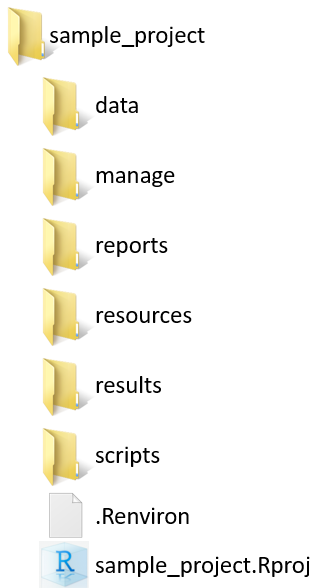 sample_project
data
manage
reports
resources
results
scripts
.Renviron
R
sample_project.Rproj